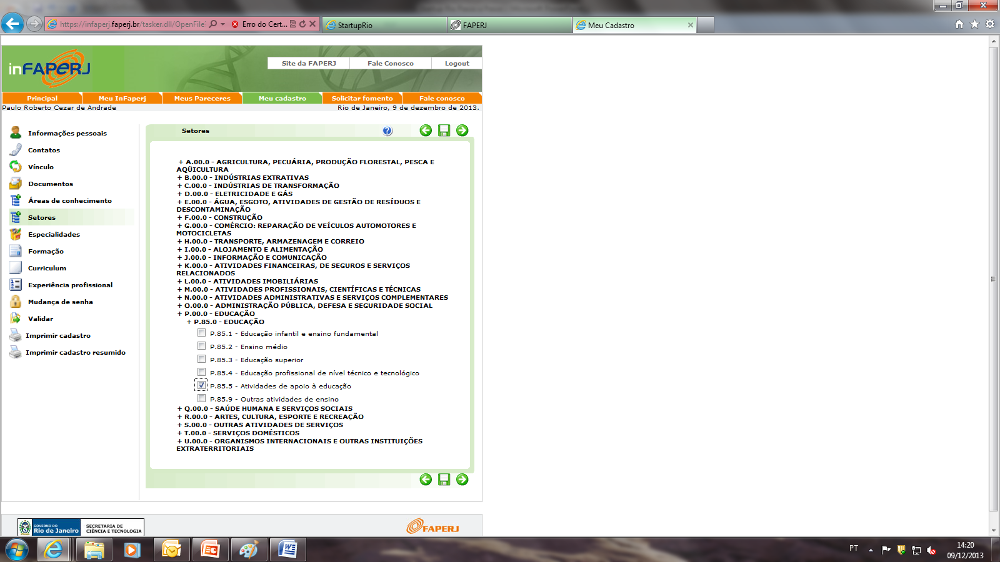 https://infaperj.faperj.br/tasker.dll/OpenFile
Erro do Cert...
StartupRio
FAPERJ
Meu Cadastro
inFAPERJ
Site da FAPERJ
Fale Conosco
Logout
Principal
Meu InFaperj
Meus Pareceres
Meu cadastro
Solicitar fomento
Fale conosco
Paulo Roberto Cezar de Andrade
Rio de Janeiro, 9 de dezembro de 2013.
Informações pessoais
Contatos
Vínculo
Documentos
Áreas de conhecimento
Setores
Especialidades
Formação
Curriculum
Experiência profissional
Mudança de senha
Validar
Imprimir cadastro
Imprimir cadastro resumido
Setores
+ A.00.0 - AGRICULTURA, PECUÁRIA, PRODUÇÃO FLORESTAL, PESCA E
AQÜICULTURA
+ B.00.0 - INDÚSTRIAS EXTRATIVAS
+ C.00.0 - INDÚSTRIAS DE TRANSFORMAÇÃO
+ D.00.0 - ELETRICIDADE E GÁS
+ E.00.0 - ÁGUA, ESGOTO, ATIVIDADES DE GESTÃO DE RESÍDUOS E
DESCONTAMINAÇÃO
+ F.00.0 - CONSTRUÇÃO
+ G.00.0 - COMÉRCIO: REPARAÇÃO DE VEÍCULOS AUTOMOTORES E
MOTOCICLETAS
+ H.00.0 - TRANSPORTE, ARMAZENAGEM E CORREIO
+ I.00.0 - ALOJAMENTO E ALIMENTAÇÃO
+ J.00.0 - INFORMAÇÃO E COMUNICAÇÃO
+ K.00.0 - ATIVIDADES FINANCEIRAS, DE SEGUROS E SERVIÇOS
RELACIONADOS
+ L.00.0 - ATIVIDADES IMOBILIÁRIAS
+ M.00.0 - ATIVIDADES PROFISSIONAIS, CIENTÍFICAS E TÉCNICAS
+ N.00.0 - ATIVIDADES ADMINISTRATIVAS E SERVIÇOS COMPLEMENTARES
+ O.00.0 - ADMINISTRAÇÃO PÚBLICA, DEFESA E SEGURIDADE SOCIAL
+ P.00.0 - EDUCAÇÃO
+ P.85.0 - EDUCAÇÃO
P.85.1 - Educação infantil e ensino fundamental
P.85.2 - Ensino médio
P.85.3 - Educação superior
P.85.4 - Educação profissional de nível técnico e tecnológico
P.85.5 - Atividades de apoio à educação
P.85.9 - Outras atividades de ensino
+ Q.00.0 - SAÚDE HUMANA E SERVIÇOS SOCIAIS
+ R.00.0 - ARTES, CULTURA, ESPORTE E RECREAÇÃO
+ S.00.0 - OUTRAS ATIVIDADES DE SERVIÇOS
+ T.00.0 - SERVIÇOS DOMÉSTICOS
+ U.00.0 - ORGANISMOS INTERNACIONAIS E OUTRAS INSTITUIÇÕES
EXTRATERRITORIAIS
GOVERNO DO
Rio de Janeiro
SECRETARIA DE
CIÊNCIA E TECNOLOGIA
FAPERJ
PT
14:20
09/12/2013